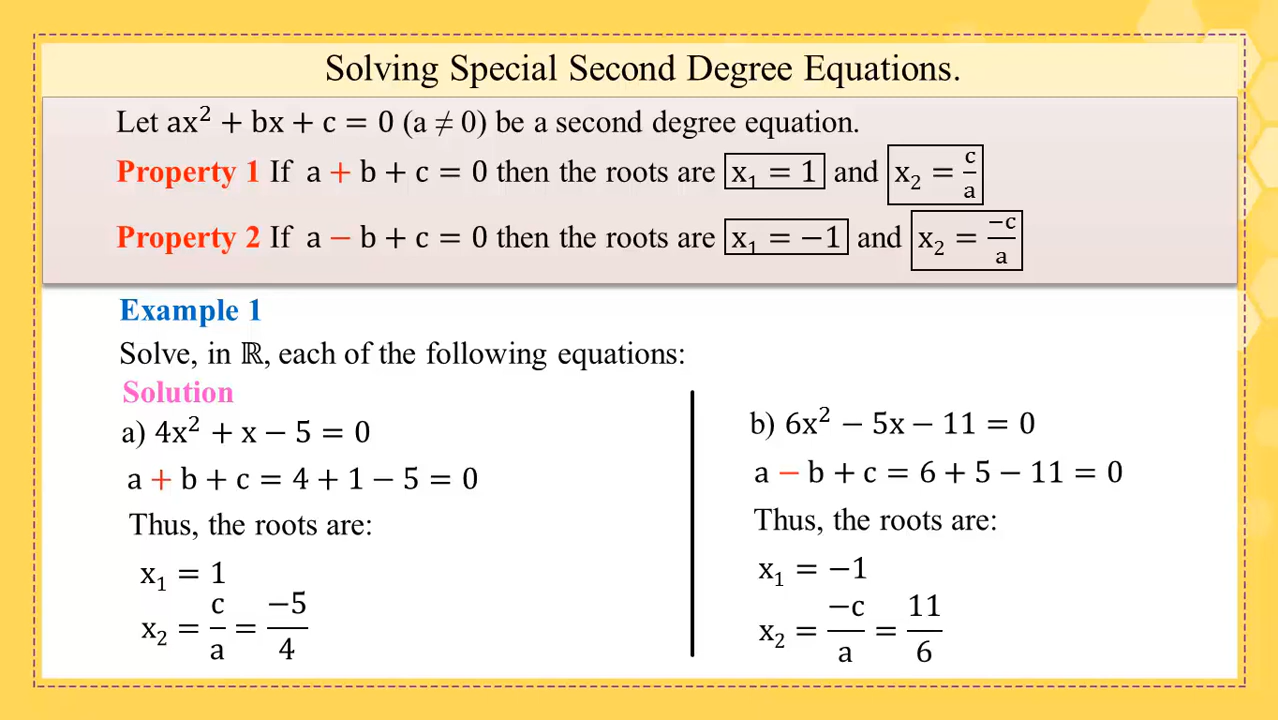 Solving Special Second Degree Equations.
Let ax² + bx + c = 0 (a ≠ 0) be a second degree equation.
Property 1 If a + b + c = 0 then the roots are x₁ = 1 and x₂ = c/a
Property 2 If a − b + c = 0 then the roots are x₁ = −1 and x₂ = −c/a
Example 1
Solve, in ℝ, each of the following equations:
Solution
a) 4x² + x − 5 = 0
a + b + c = 4 + 1 − 5 = 0
Thus, the roots are:
x₁ = 1
x₂ = c/a = −5/4
b) 6x² − 5x − 11 = 0
a − b + c = 6 + 5 − 11 = 0
Thus, the roots are:
x₁ = −1
x₂ = −c/a = 11/6